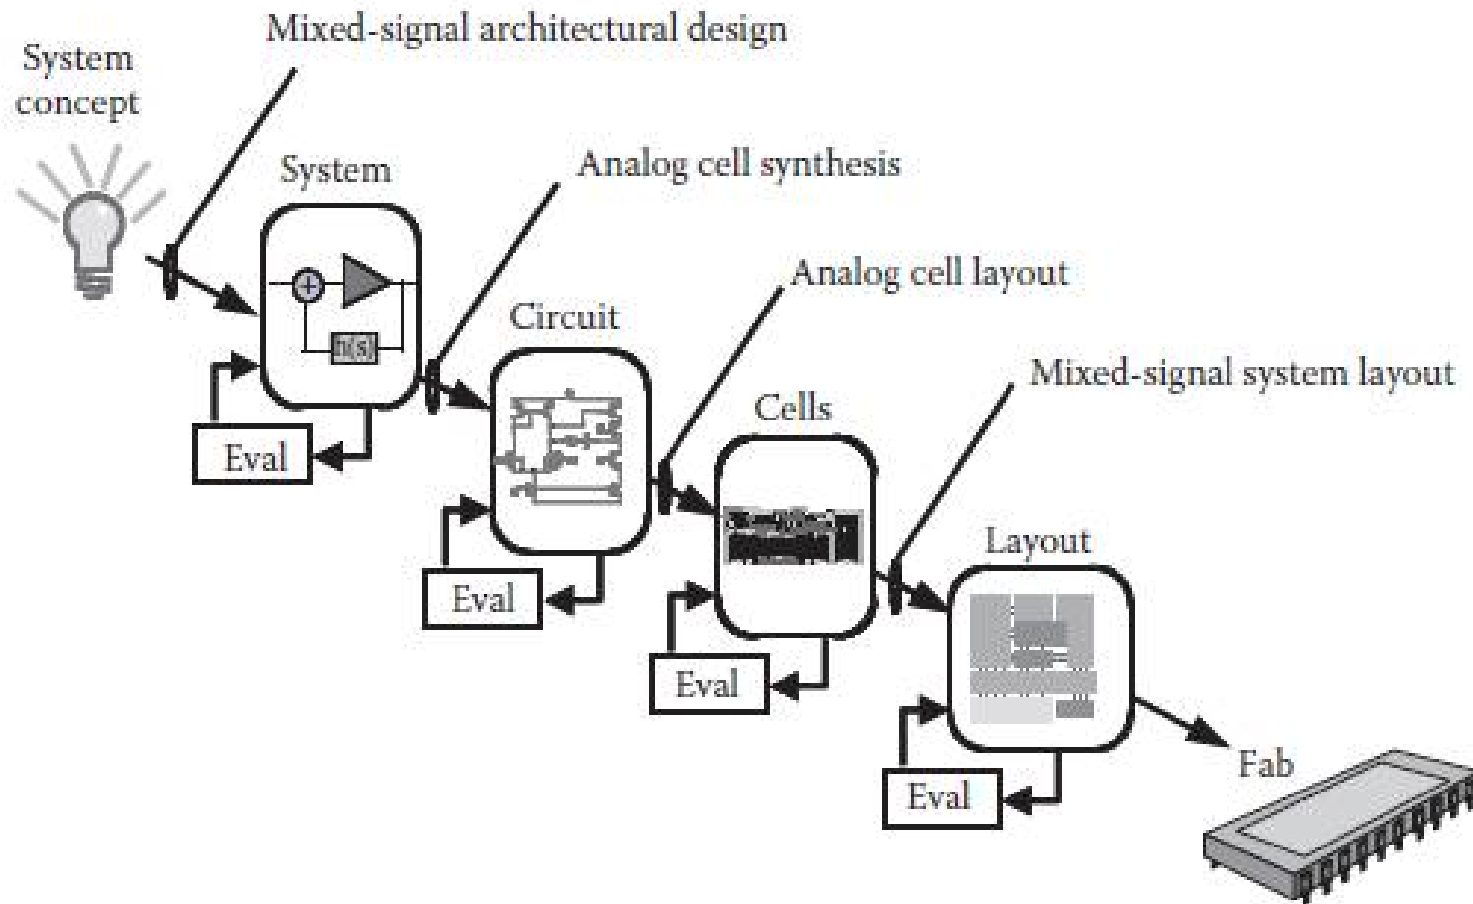 Mixed-signal architectural design
System
concept
System
Analog cell synthesis
+
h(s)
Eval
Circuit
Analog cell layout
Eval
Cells
Mixed-signal system layout
Eval
Layout
Eval
Fab